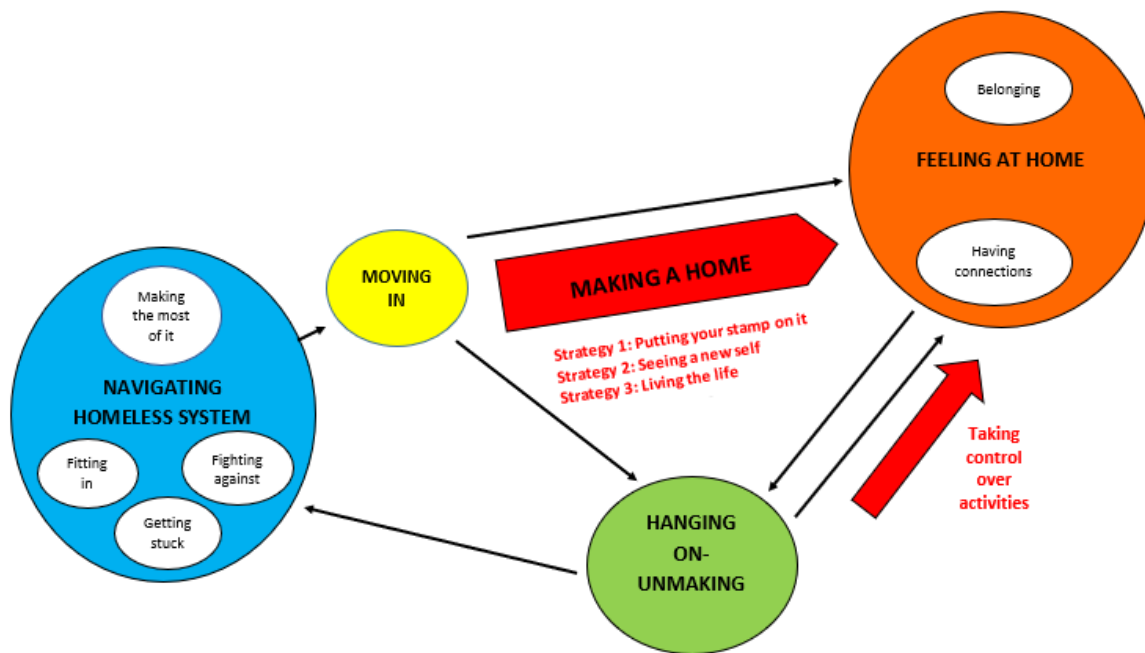 Belonging
FEELING AT HOME
Having
connections
MOVING
IN
MAKING A HOME
Strategy 1: Putting your stamp on it
Strategy 2: Seeing a new self
Strategy 3: Living the life
Making
the most
of it
NAVIGATING
HOMELESS SYSTEM
Fitting
in
Fighting
against
Getting
stuck
HANGING
ON-
UNMAKING
Taking
control
over
activities